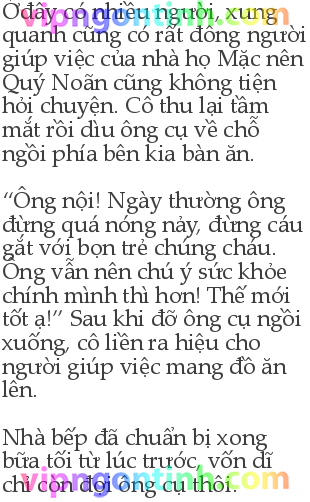 Ở đây có nhiều người, xung
quanh cũng có rất đông người
giúp việc của nhà họ Mặc nên
Quý Noãn cũng không tiện
hỏi chuyện. Cô thu lại tầm
mắt rồi dìu ông cụ về chỗ
ngồi phía bên kia bàn ăn.
“Ông nội! Ngày thường ông
đừng quá nóng nảy, đừng cáu
gắt với bọn trẻ chúng cháu.
Ông vẫn nên chú ý sức khỏe
chính mình thì hơn! Thế mới
tốt ạ!” Sau khi đỡ ông cụ ngồi
xuống, cô liền ra hiệu cho
người giúp việc mang đồ ăn
lên.
Nhà bếp đã chuẩn bị xong
bữa tối từ lúc trước, vốn dĩ
chỉ còn đợi ông cụ thôi.
vipngontinh.com
vipngontinh.com